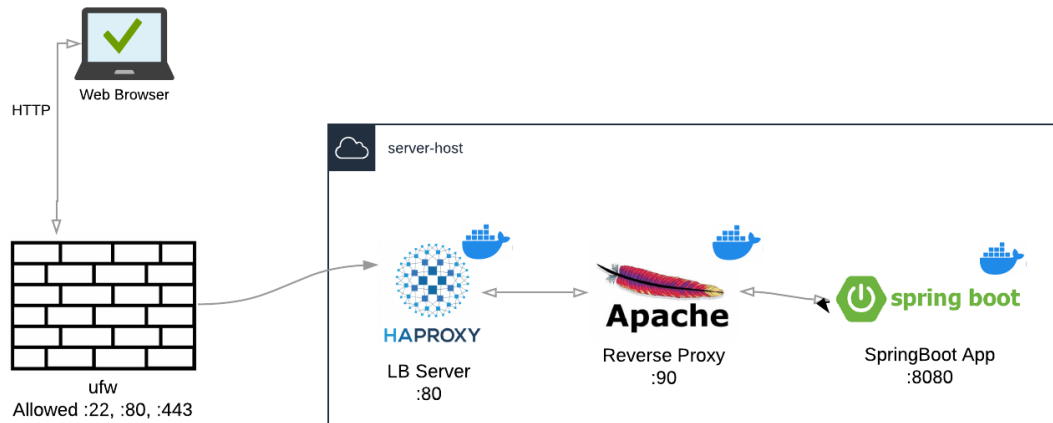 Web Browser
HTTP
server-host
HAPROXY
LB Server
:80
Apache
Reverse Proxy
:90
spring boot
SpringBoot App
:8080
ufw
Allowed :22, :80, :443